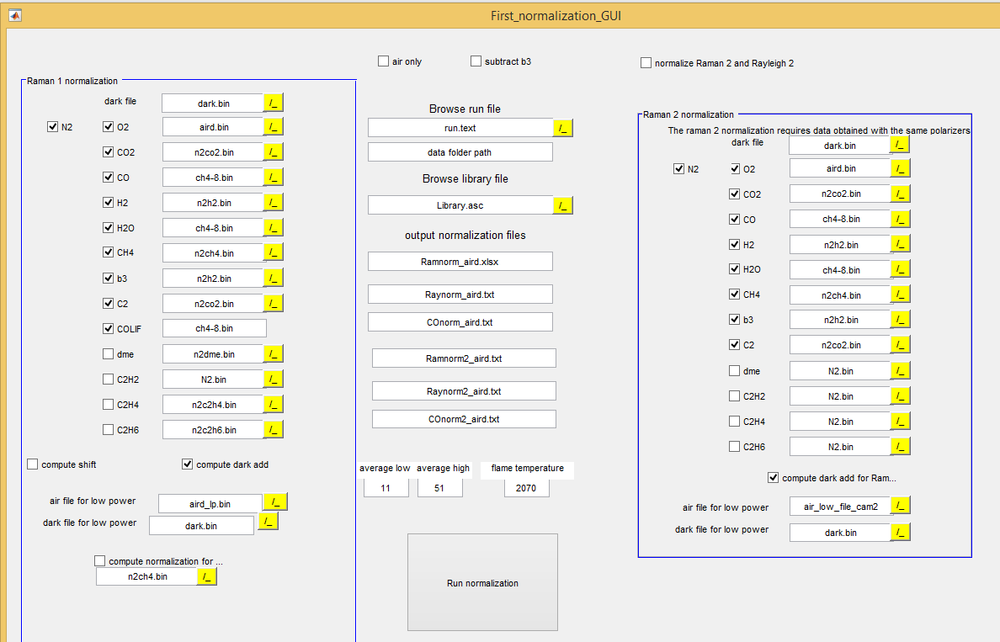 First_normalization_GUI
air only
subtract b3
normalize Raman 2 and Rayleigh 2
Raman 1 normalization
dark file
dark.bin
/_
N2
O2
aird.bin
/_
CO2
n2co2.bin
/_
CO
ch4-8.bin
/_
H2
n2h2.bin
/_
H2O
ch4-8.bin
/_
CH4
n2ch4.bin
/_
b3
n2h2.bin
/_
C2
n2co2.bin
/_
COLIF
ch4-8.bin
dme
n2dme.bin
/_
C2H2
N2.bin
/_
C2H4
n2c2h4.bin
/_
C2H6
n2c2h6.bin
/_
compute shift
compute dark add
air file for low power
aird_lp.bin
/_
dark file for low power
dark.bin
/_
compute normalization for ...
n2ch4.bin
/_
Browse run file
run.text
/_
data folder path
Browse library file
Library.asc
/_
output normalization files
Ramnorm_aird.xlsx
Raynorm_aird.txt
COnorm_aird.txt
Ramnorm2_aird.txt
Raynorm2_aird.txt
COnorm2_aird.txt
average low
average high
flame temperature
11
51
2070
Run normalization
Raman 2 normalization
The raman 2 normalization requires data obtained with the same polarizers
dark file
dark.bin
/_
N2
O2
aird.bin
/_
CO2
n2co2.bin
/_
CO
ch4-8.bin
/_
H2
n2h2.bin
/_
H2O
ch4-8.bin
/_
CH4
n2ch4.bin
/_
b3
n2h2.bin
/_
C2
n2co2.bin
/_
dme
N2.bin
/_
C2H2
N2.bin
/_
C2H4
N2.bin
/_
C2H6
N2.bin
/_
compute dark add for Ram...
air file for low power
air_low_file_cam2
/_
dark file for low power
dark.bin
/_